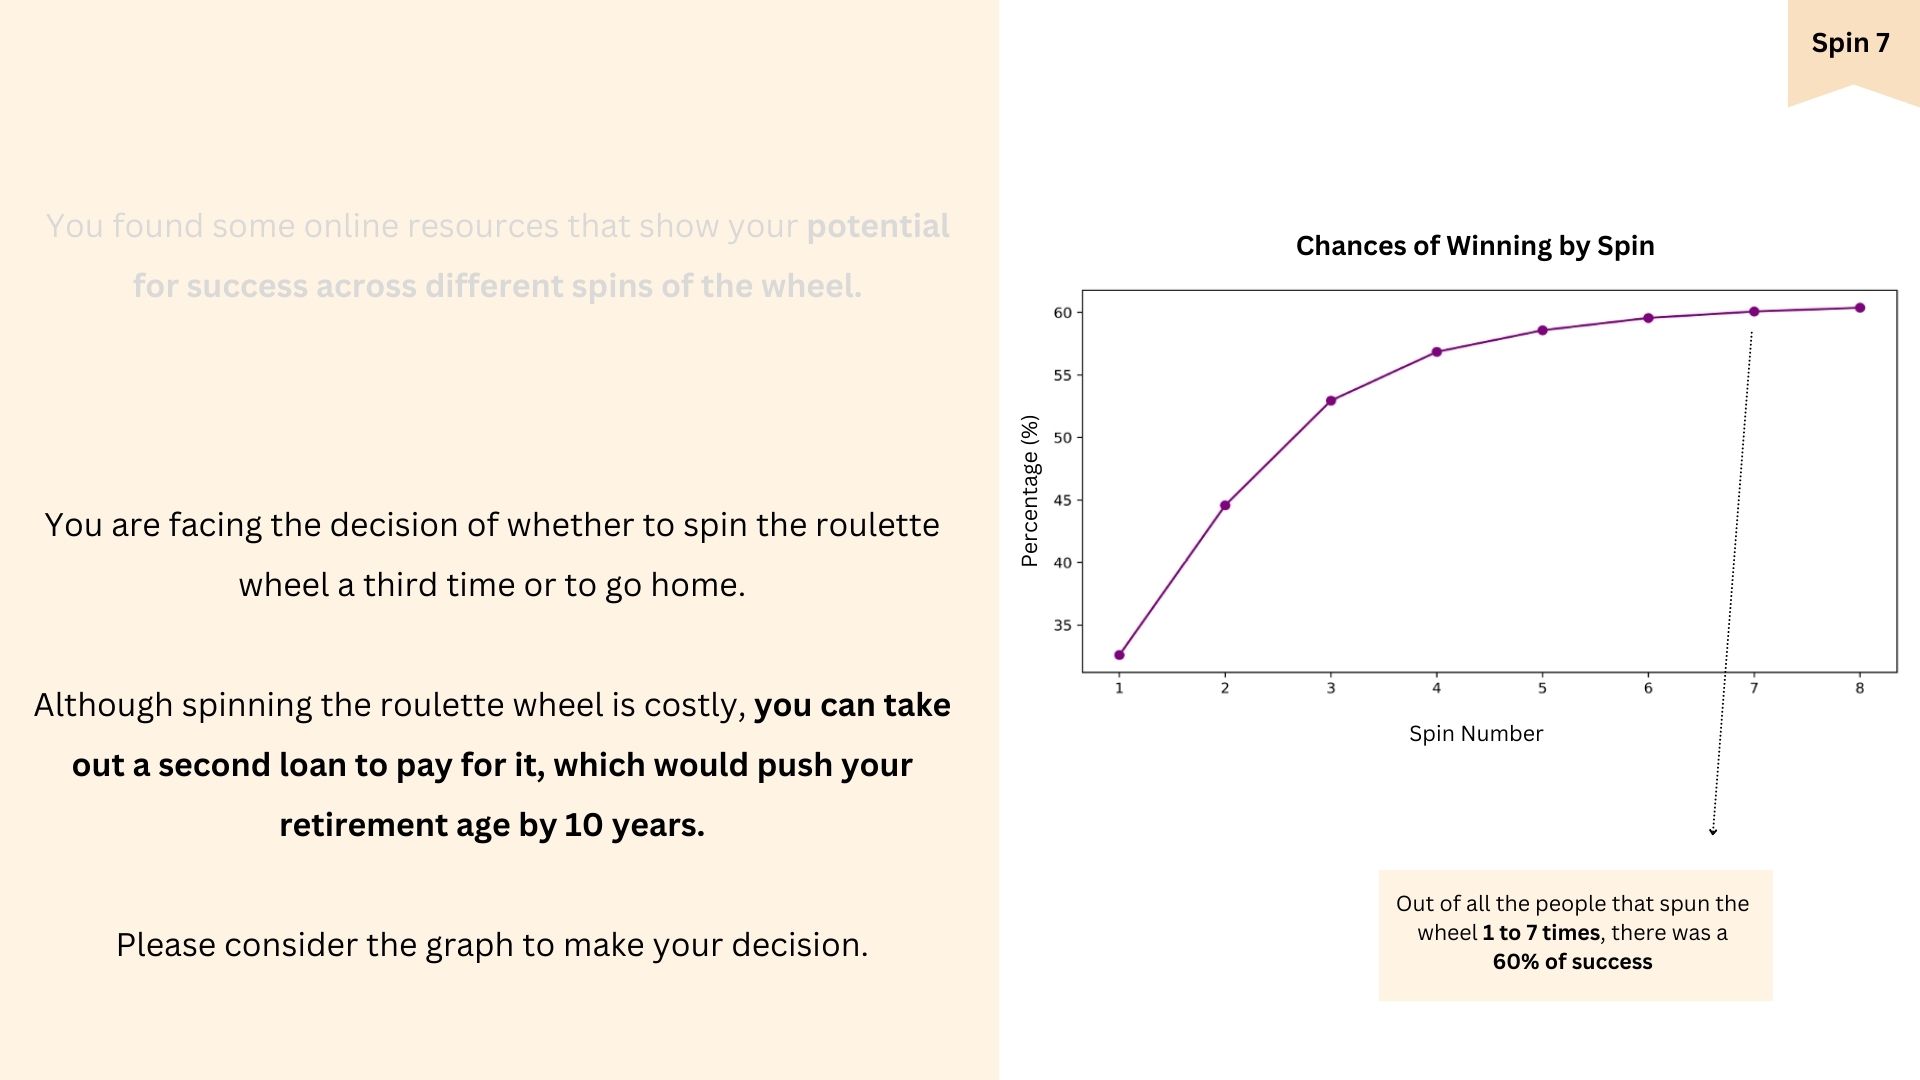 Spin 7
You found some online resources that show your potential
for success across different spins of the wheel.
You are facing the decision of whether to spin the roulette
wheel a third time or to go home.
Although spinning the roulette wheel is costly, you can take
out a second loan to pay for it, which would push your
retirement age by 10 years.
Please consider the graph to make your decision.
Chances of Winning by Spin
Percentage (%)
60
55
50
45
40
35
1 2 3 4 5 6 7 8
Spin Number
Out of all the people that spun the
wheel 1 to 7 times, there was a
60% of success